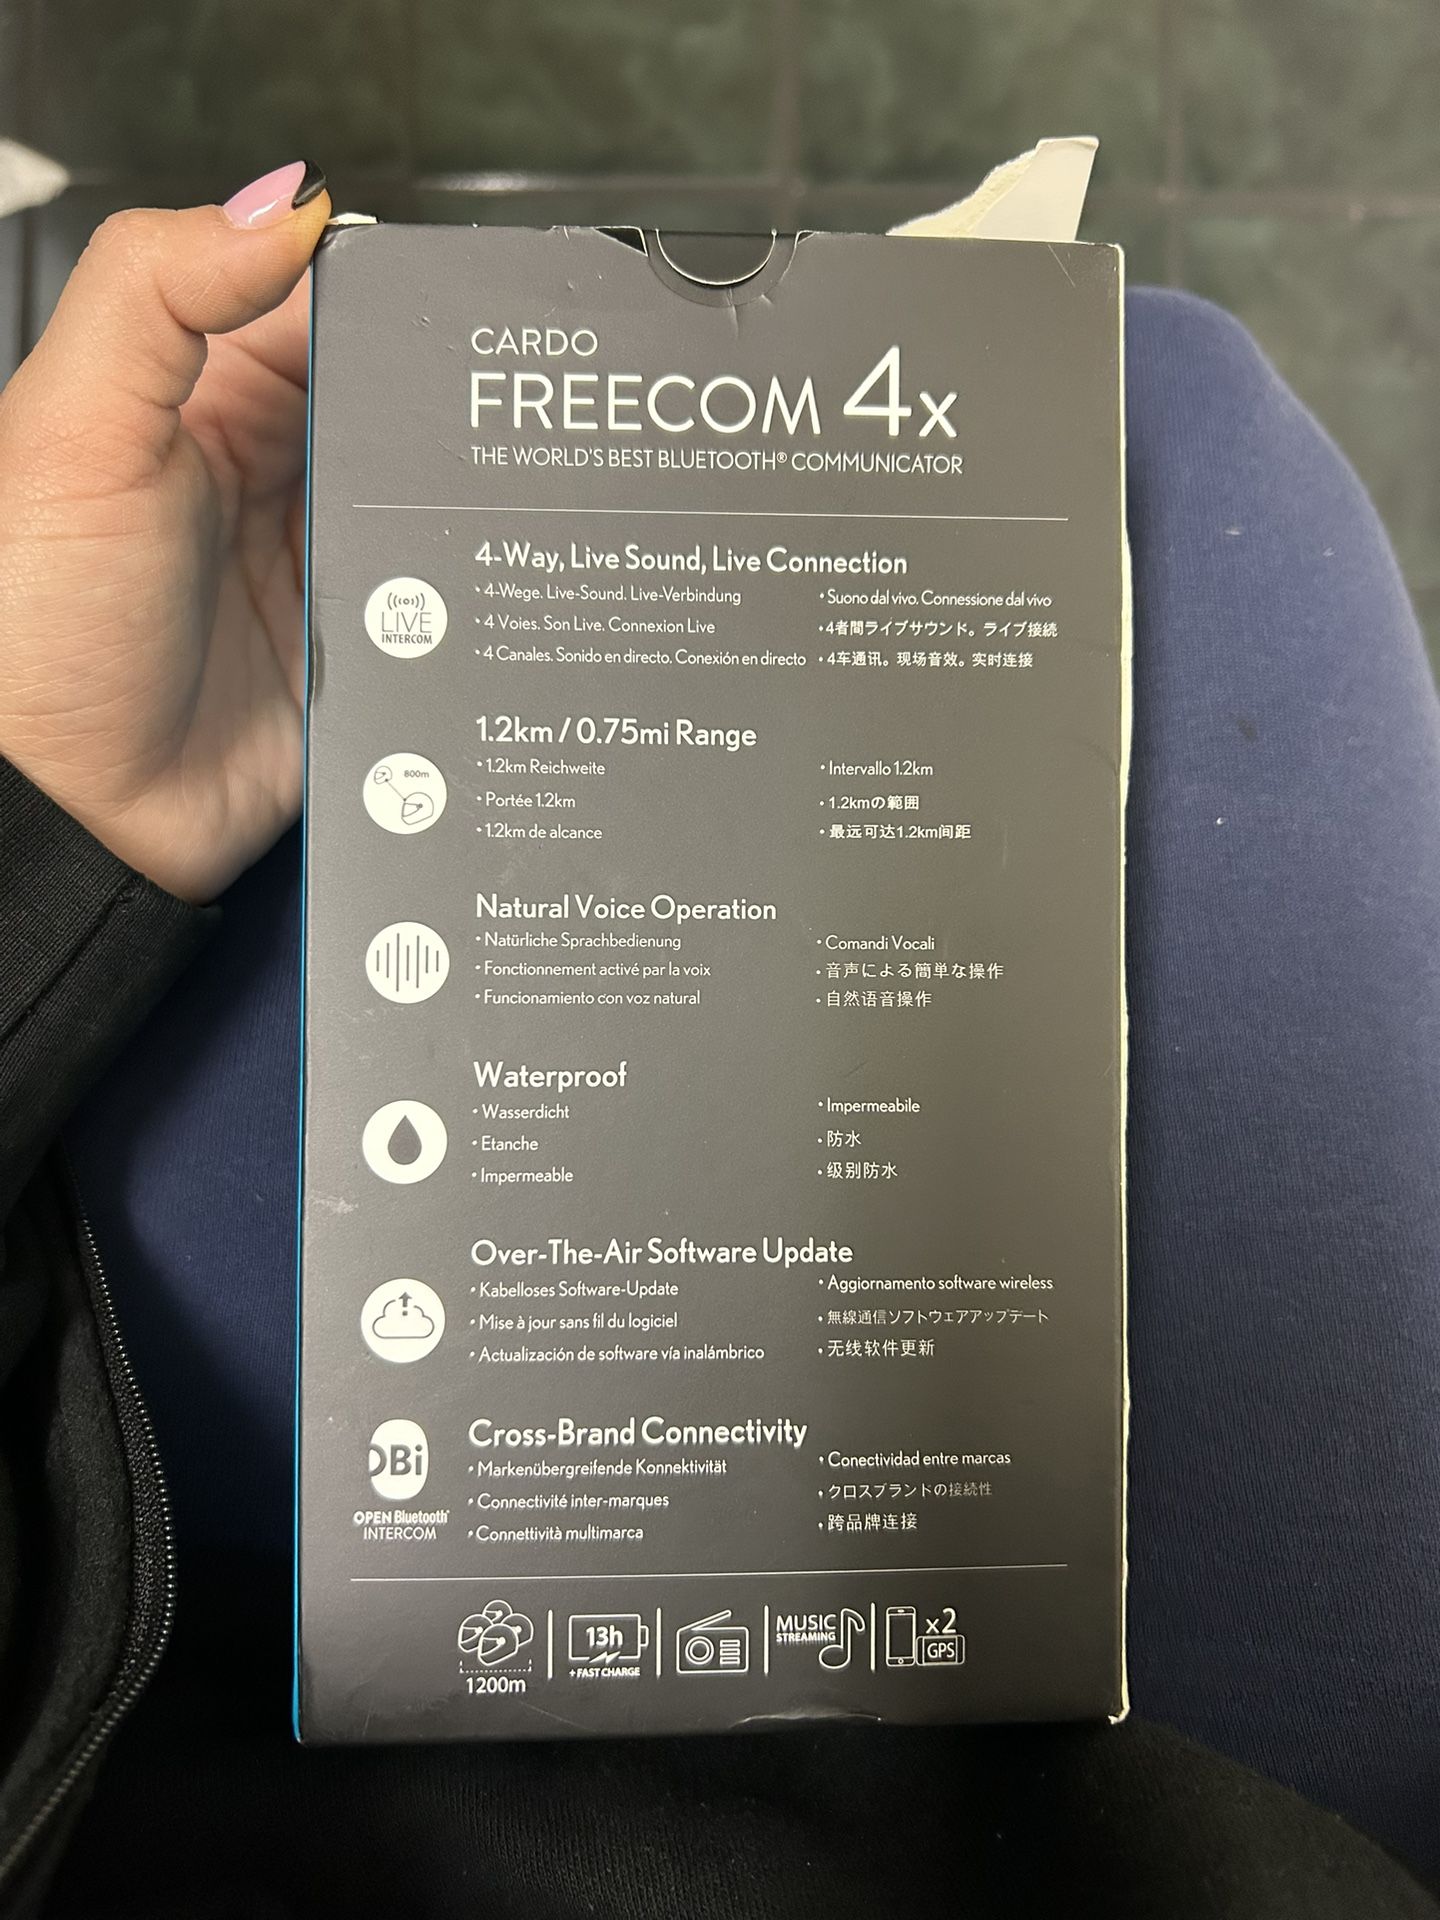 CARDO
FREECOM 4x
THE WORLD'S BEST BLUETOOTH® COMMUNICATOR
(((o)))
LIVE
INTERCOM
4-Way, Live Sound, Live Connection
• 4-Wege. Live-Sound. Live-Verbindung
• 4 Voies. Son Live. Connexion Live
• 4 Canales. Sonido en directo. Conexión en directo
• Suono dal vivo. Connessione dal vivo
• 4者間ライブサウンド。ライブ接続
• 4车通讯。现场音效。实时连接
800m
1.2km / 0.75mi Range
• 1.2km Reichweite
• Portée 1.2km
• 1.2km de alcance
• Intervallo 1.2km
• 1.2kmの範囲
• 最远可达1.2km间距
Natural Voice Operation
• Natürliche Sprachbedienung
• Fonctionnement activé par la voix
• Funcionamiento con voz natural
• Comandi Vocali
• 音声による簡単な操作
• 自然语音操作
Waterproof
• Wasserdicht
• Etanche
• Impermeable
• Impermeabile
• 防水
• 级别防水
Over-The-Air Software Update
• Kabelloses Software-Update
• Mise à jour sans fil du logiciel
• Actualización de software vía inalámbrico
• Aggiornamento software wireless
• 無線通信ソフトウェアアップデート
• 无线软件更新
OBi
OPEN Bluetooth®
INTERCOM
Cross-Brand Connectivity
• Markenübergreifende Konnektivität
• Connectivité inter-marques
• Connettività multimarca
• Conectividad entre marcas
• クロスブランドの接続性
• 跨品牌连接
1200m
13h
+ FAST CHARGE
MUSIC
STREAMING
x2
GPS